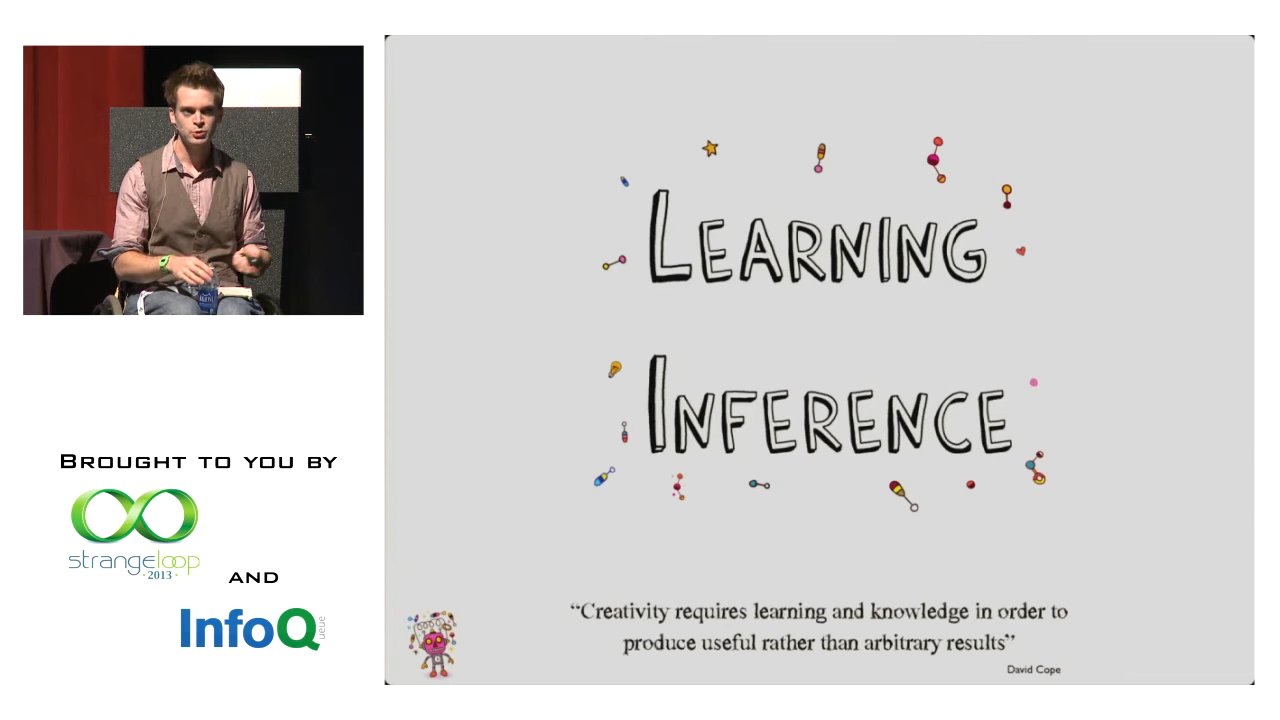 LEARNING
INFERENCE
“Creativity requires learning and knowledge in order to
produce useful rather than arbitrary results”
David Cope
BROUGHT TO YOU BY
strangeloop
·2013·
AND
InfoQ
ueue